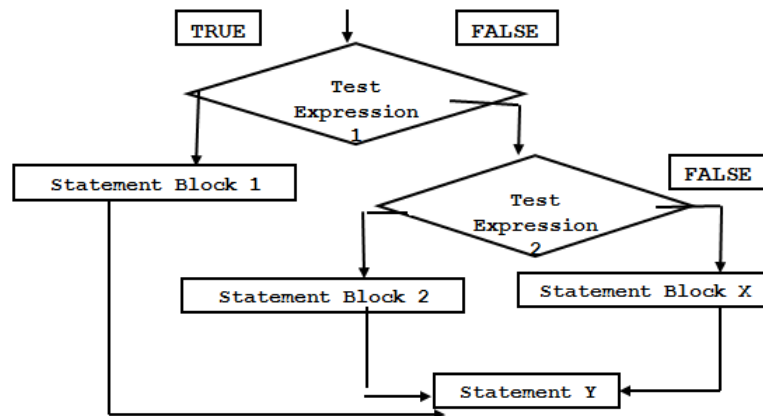 TRUE
FALSE
Test
Expression
1
Statement Block 1
FALSE
Test
Expression
2
Statement Block 2
Statement Block X
Statement Y